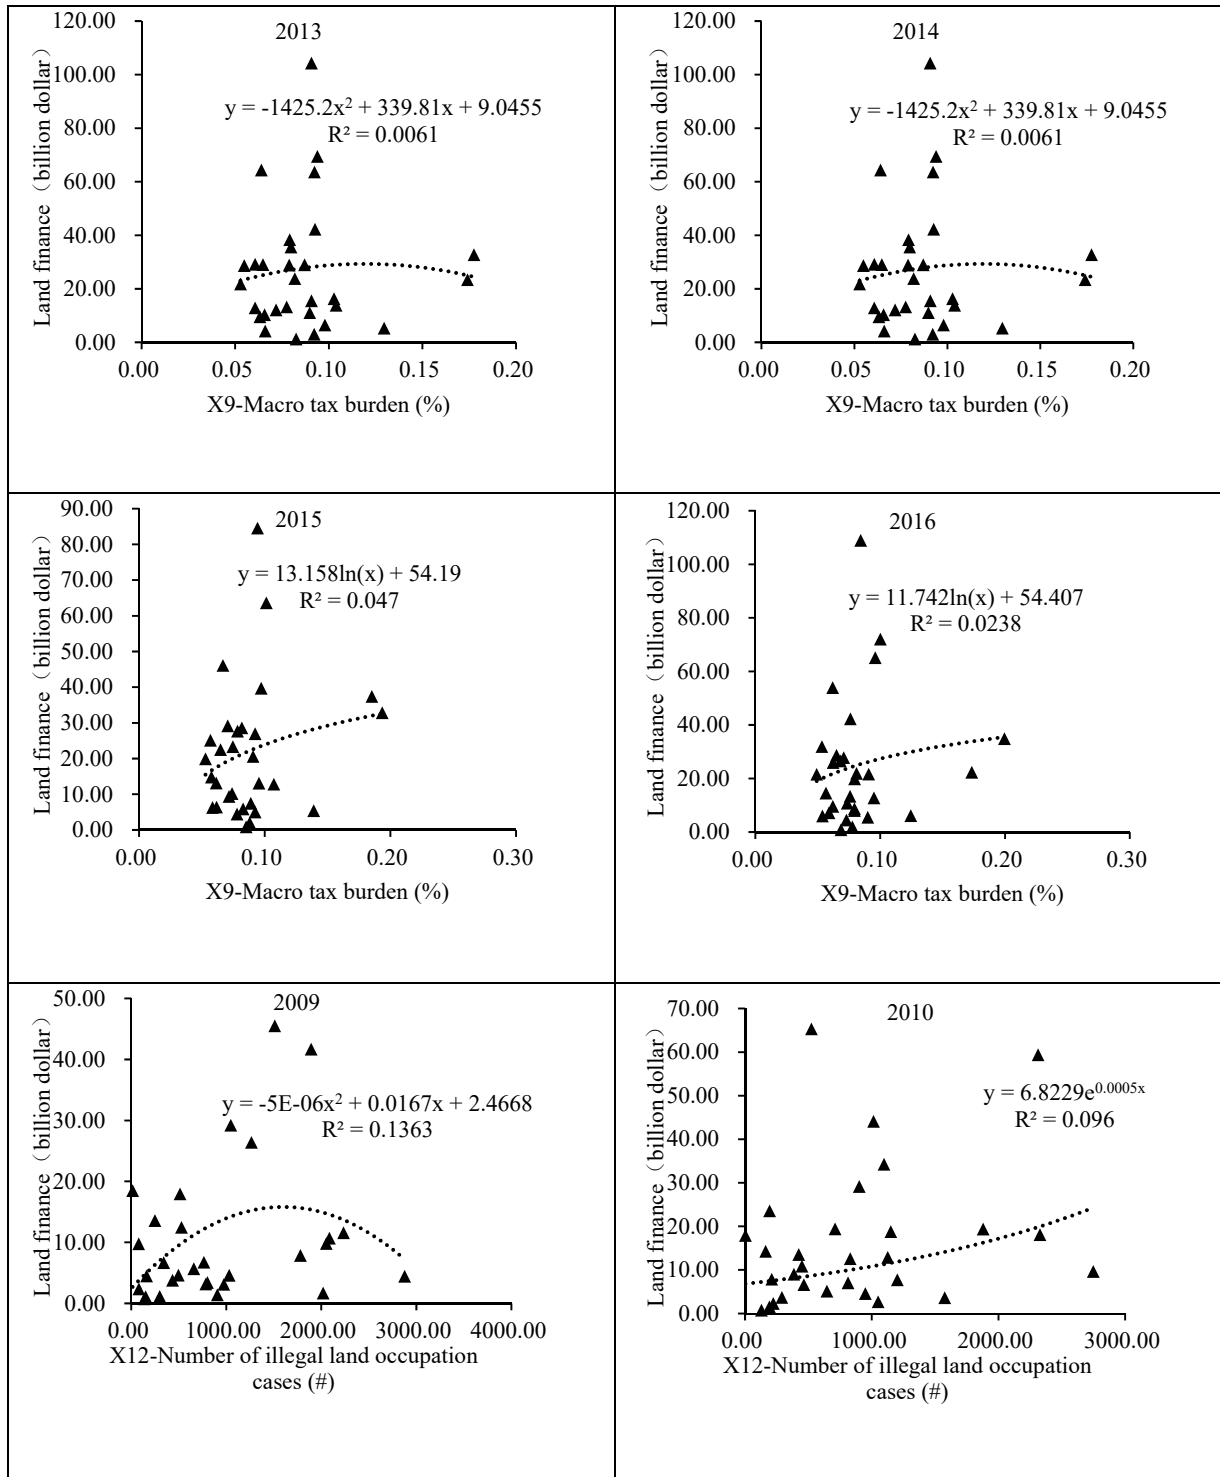 2013
120.00
100.00
80.00
60.00
40.00
20.00
0.00
Land finance（billion dollar）
y = -1425.2x² + 339.81x + 9.0455
R² = 0.0061
0.00 0.05 0.10 0.15 0.20
X9-Macro tax burden (%)
2014
120.00
100.00
80.00
60.00
40.00
20.00
0.00
Land finance（billion dollar）
y = -1425.2x² + 339.81x + 9.0455
R² = 0.0061
0.00 0.05 0.10 0.15 0.20
X9-Macro tax burden (%)
2015
90.00
80.00
70.00
60.00
50.00
40.00
30.00
20.00
10.00
0.00
Land finance（billion dollar）
y = 13.158ln(x) + 54.19
R² = 0.047
0.00 0.10 0.20 0.30
X9-Macro tax burden (%)
2016
120.00
100.00
80.00
60.00
40.00
20.00
0.00
Land finance（billion dollar）
y = 11.742ln(x) + 54.407
R² = 0.0238
0.00 0.10 0.20 0.30
X9-Macro tax burden (%)
2009
50.00
40.00
30.00
20.00
10.00
0.00
Land finance（billion dollar）
y = -5E-06x² + 0.0167x + 2.4668
R² = 0.1363
0.00 1000.00 2000.00 3000.00 4000.00
X12-Number of illegal land occupation
cases (#)
2010
70.00
60.00
50.00
40.00
30.00
20.00
10.00
0.00
Land finance（billion dollar）
y = 6.8229e^0.0005x
R² = 0.096
0.00 1000.00 2000.00 3000.00
X12-Number of illegal land occupation
cases (#)